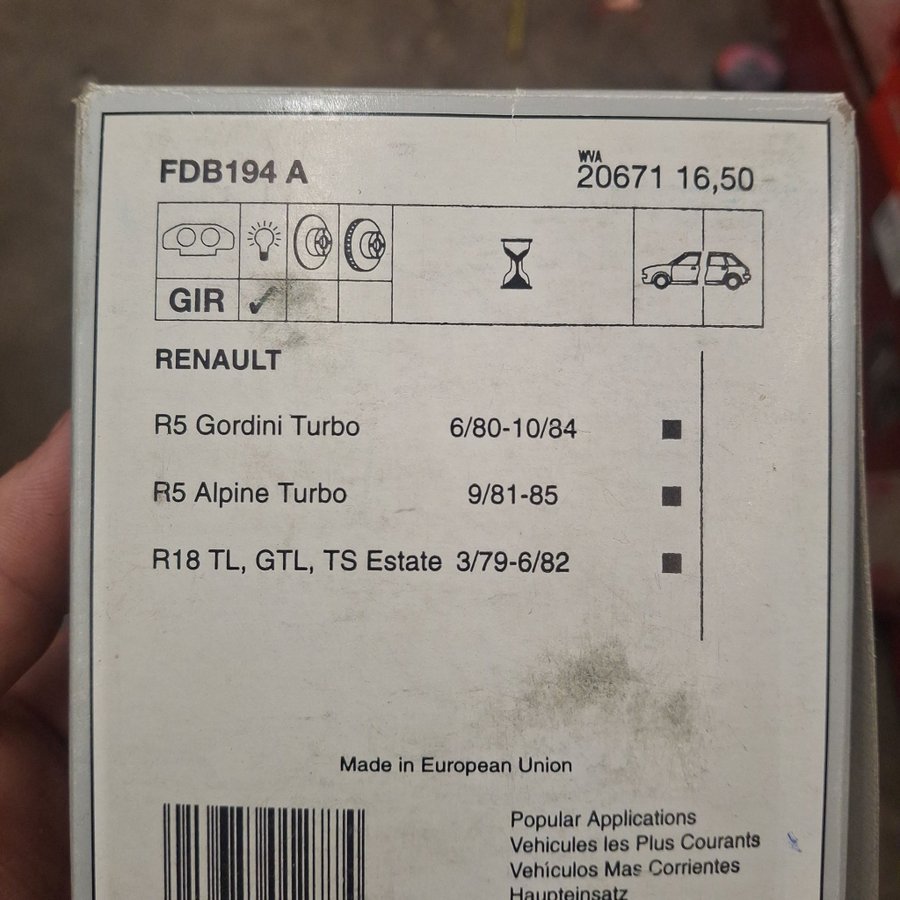 FDB194 A
WVA
20671 16,50
GIR
RENAULT
R5 Gordini Turbo 6/80-10/84
R5 Alpine Turbo 9/81-85
R18 TL, GTL, TS Estate 3/79-6/82
Made in European Union
Popular Applications
Vehicules les Plus Courants
Vehículos Mas Corrientes
Haupteinsatz